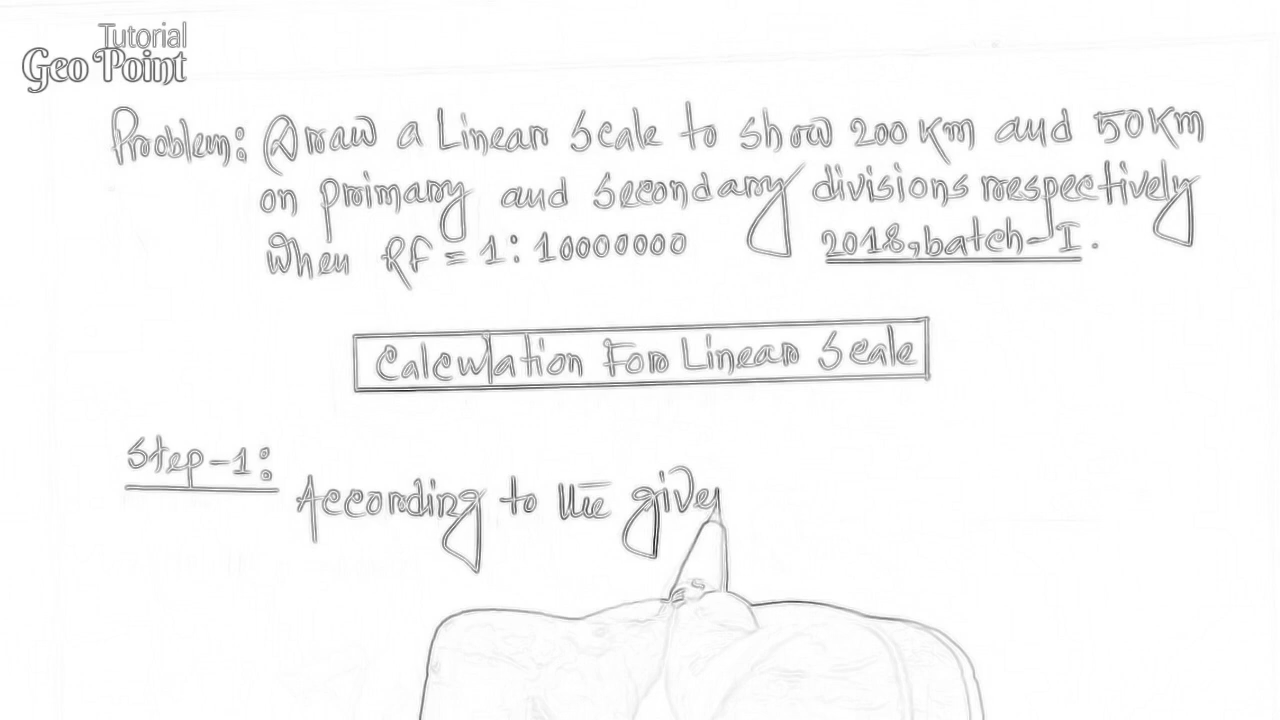 Tutorial
Geo Point
Problem: Draw a Linear Scale to show 200 Km and 50 Km
on primary and secondary divisions respectively
when RF = 1:10000000 2018, batch-I.
Calculation For Linear Scale
Step-1:
According to the give